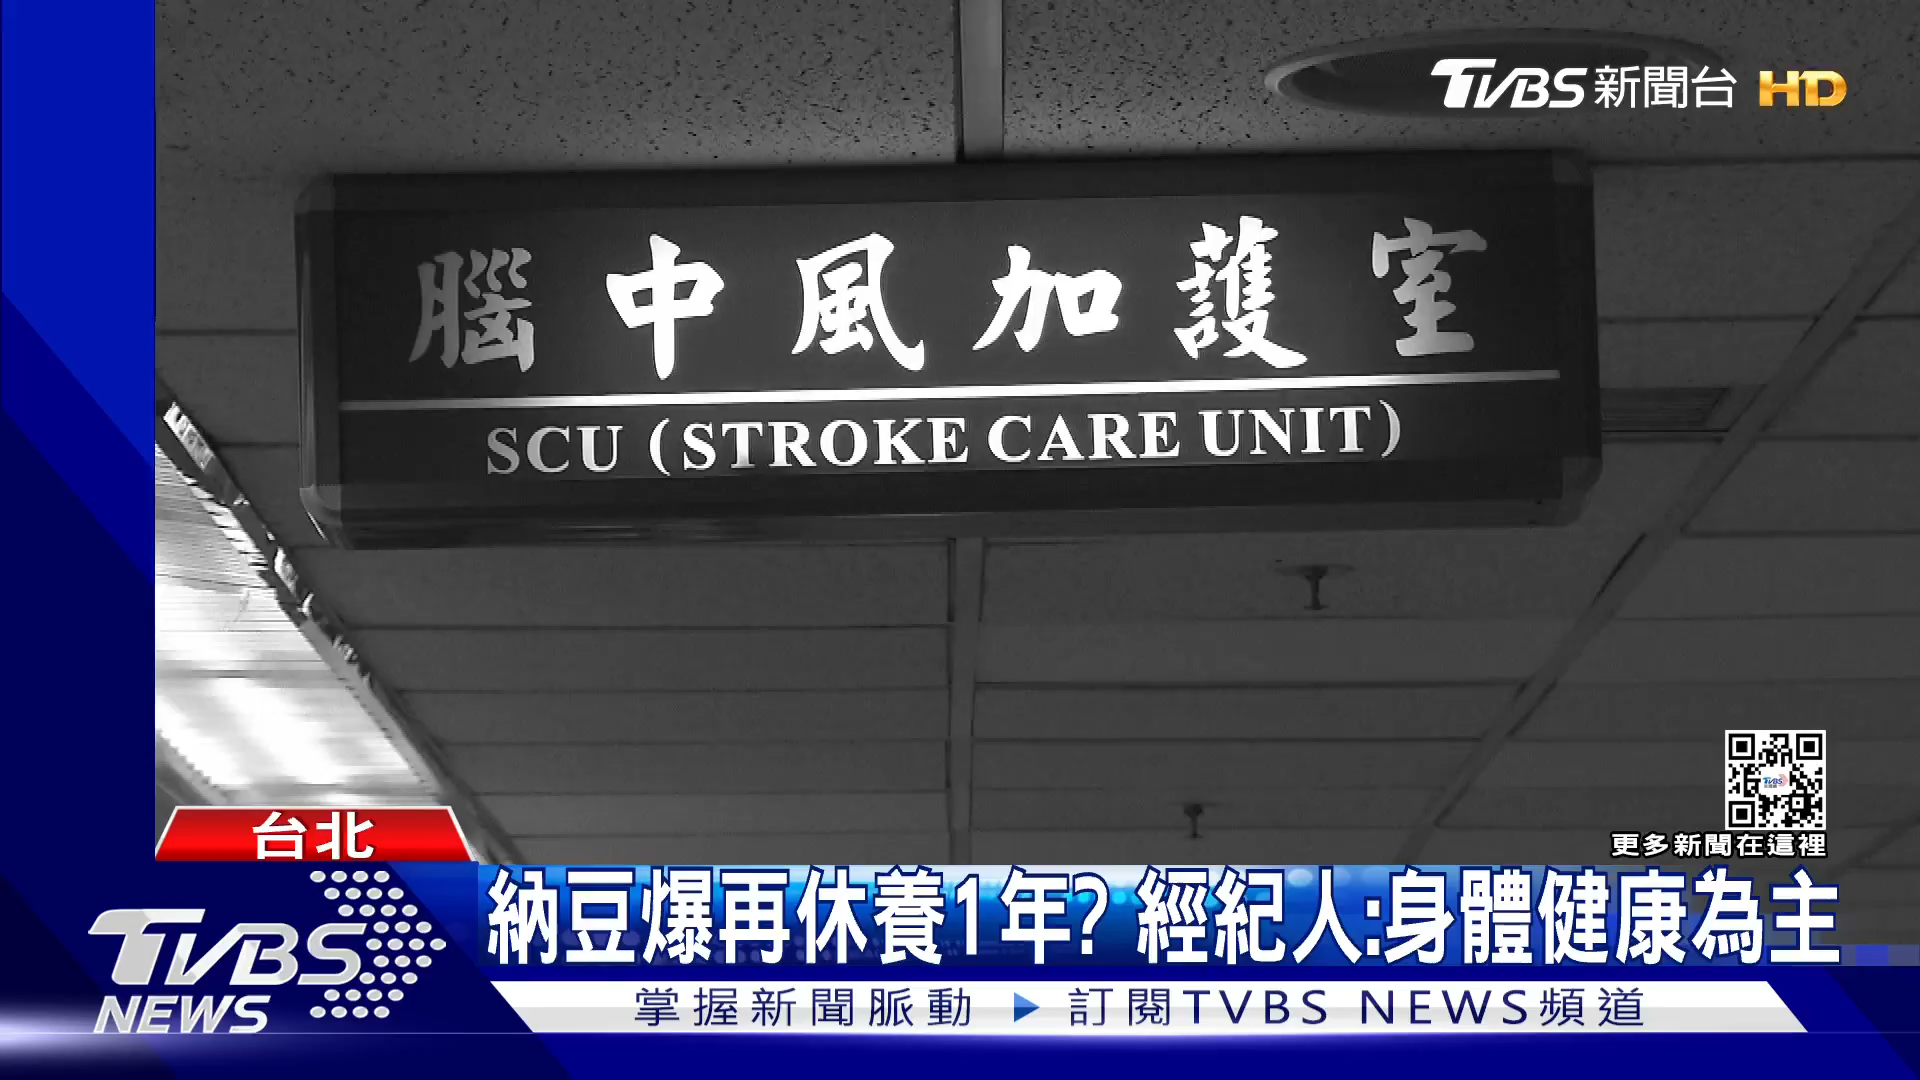 TVBS新聞台 HD
腦中風加護室
SCU (STROKE CARE UNIT)
更多新聞在這裡
台北
納豆爆再休養1年? 經紀人:身體健康為主
TVBS
NEWS
掌握新聞脈動 ▶ 訂閱TVBS NEWS頻道